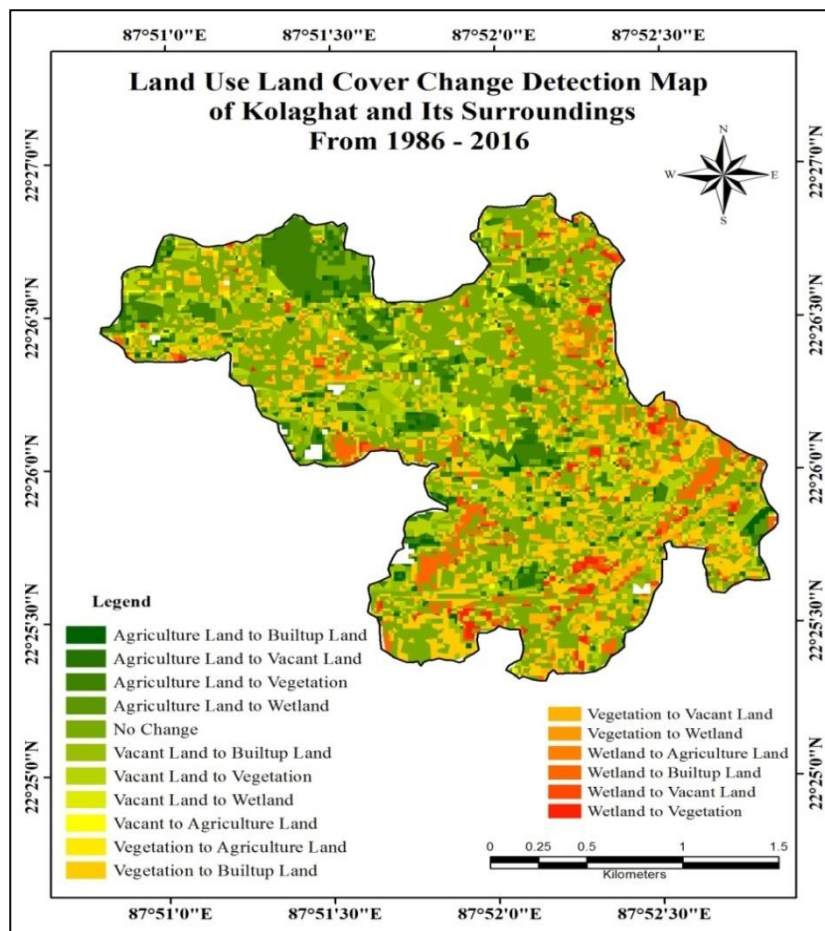 87°51'0"E 87°51'30"E 87°52'0"E 87°52'30"E
Land Use Land Cover Change Detection Map
of Kolaghat and Its Surroundings
From 1986 - 2016
N
W E
S
22°27'0"N 22°27'0"N
22°26'30"N 22°26'30"N
22°26'0"N 22°26'0"N
22°25'30"N 22°25'30"N
22°25'0"N 22°25'0"N
Legend
Agriculture Land to Builtup Land
Agriculture Land to Vacant Land
Agriculture Land to Vegetation
Agriculture Land to Wetland
No Change
Vacant Land to Builtup Land
Vacant Land to Vegetation
Vacant Land to Wetland
Vacant to Agriculture Land
Vegetation to Agriculture Land
Vegetation to Builtup Land
Vegetation to Vacant Land
Vegetation to Wetland
Wetland to Agriculture Land
Wetland to Builtup Land
Wetland to Vacant Land
Wetland to Vegetation
0 0.25 0.5 1 1.5
Kilometers
87°51'0"E 87°51'30"E 87°52'0"E 87°52'30"E